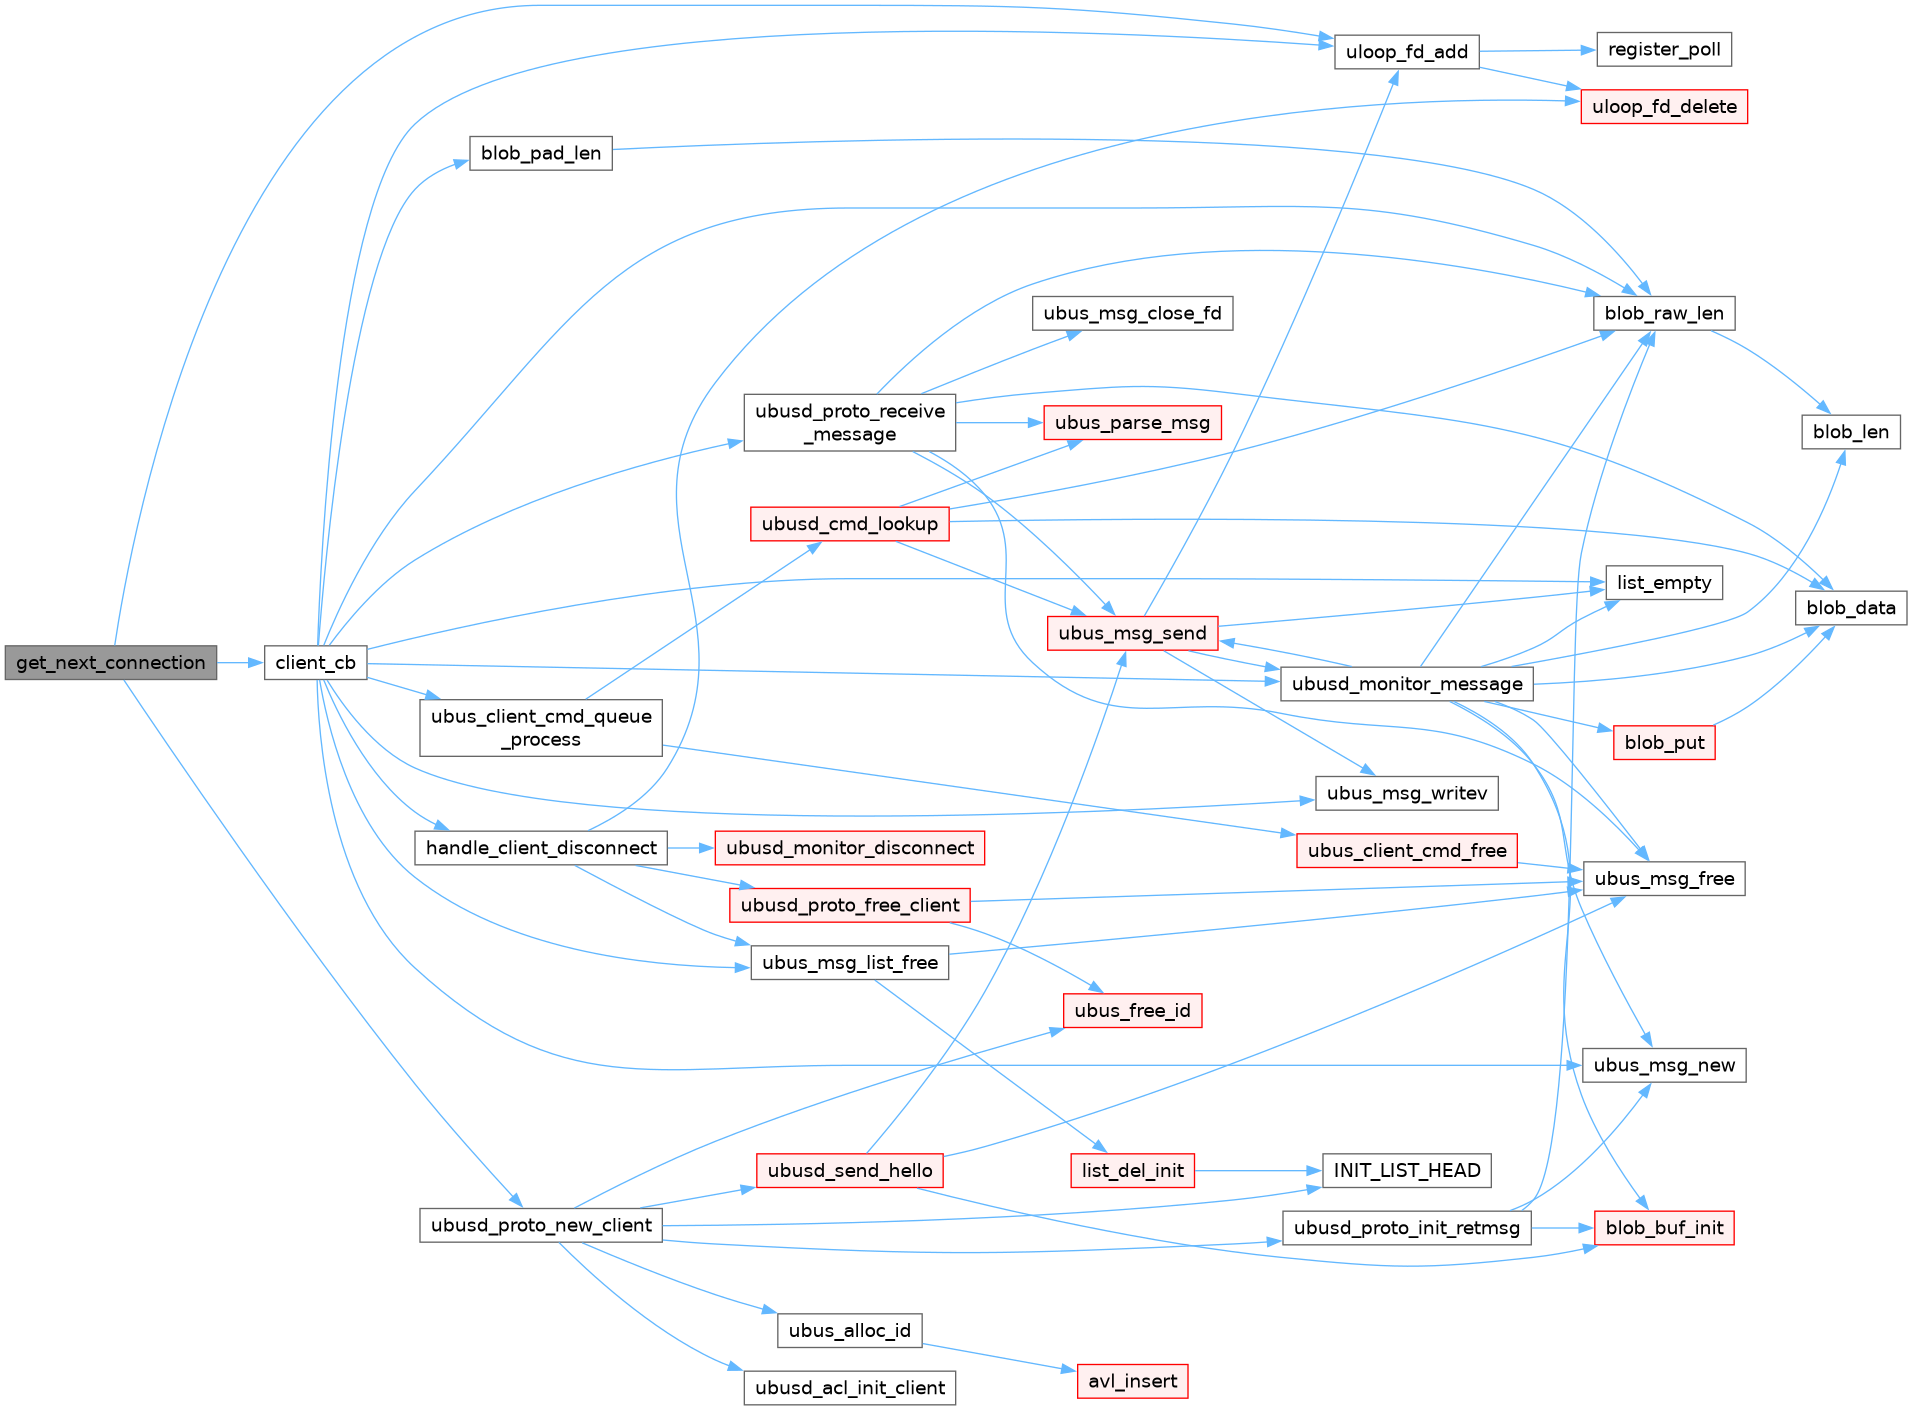 get_next_connection
client_cb
uloop_fd_add
register_poll
uloop_fd_delete
blob_pad_len
blob_raw_len
blob_len
ubus_msg_close_fd
ubusd_proto_receive
_message
ubus_parse_msg
ubusd_cmd_lookup
list_empty
blob_data
ubus_msg_send
ubusd_monitor_message
ubus_client_cmd_queue
_process
blob_put
ubus_msg_writev
handle_client_disconnect
ubusd_monitor_disconnect
ubus_client_cmd_free
ubus_msg_free
ubusd_proto_free_client
ubus_msg_list_free
ubus_free_id
ubus_msg_new
ubusd_send_hello
list_del_init
INIT_LIST_HEAD
ubusd_proto_new_client
ubusd_proto_init_retmsg
blob_buf_init
ubus_alloc_id
avl_insert
ubusd_acl_init_client